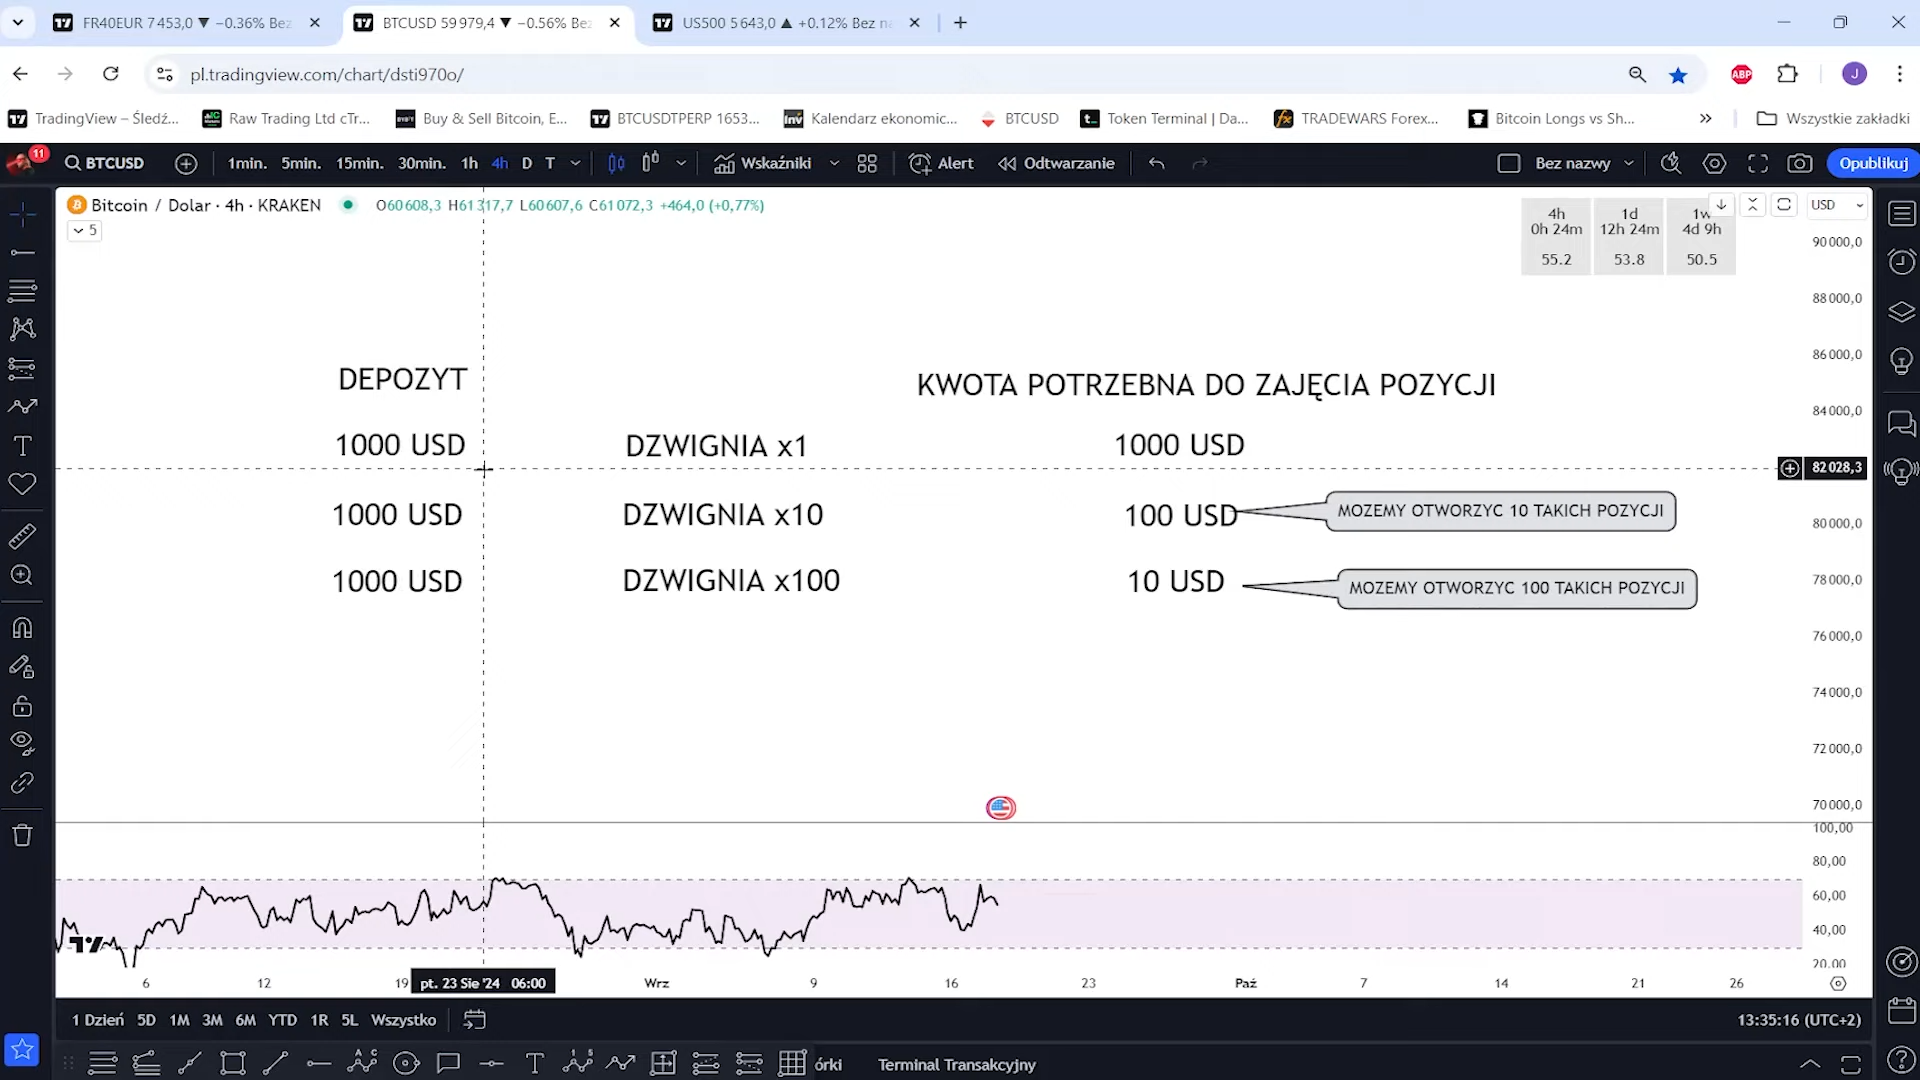 FR40EUR 7 453,0 ▼ −0.36% Bez
BTCUSD 59 979,4 ▼ −0.56% Bez
US500 5 643,0 ▲ +0.12% Bez na
pl.tradingview.com/chart/dsti970o/
ABP
J
TradingView – Śledź...
Raw Trading Ltd cTr...
Buy & Sell Bitcoin, E...
BTCUSDTPERP 1653...
Kalendarz ekonomic...
BTCUSD
Token Terminal | Da...
TRADEWARS Forex...
Bitcoin Longs vs Sh...
Wszystkie zakładki
11
BTCUSD
1min. 5min. 15min. 30min. 1h 4h D T
Wskaźniki
Alert
Odtwarzanie
Bez nazwy
Opublikuj
Bitcoin / Dolar · 4h · KRAKEN
O60 608,3 H61 317,7 L60 607,6 C61 072,3 +464,0 (+0,77%)
5
4h 1d 1w
0h 24m 12h 24m 4d 9h
55.2 53.8 50.5
USD
90 000,0
88 000,0
86 000,0
84 000,0
82 028,3
80 000,0
78 000,0
76 000,0
74 000,0
72 000,0
70 000,0
DEPOZYT
KWOTA POTRZEBNA DO ZAJĘCIA POZYCJI
1000 USD DZWIGNIA x1 1000 USD
1000 USD DZWIGNIA x10 100 USD
MOZEMY OTWORZYC 10 TAKICH POZYCJI
1000 USD DZWIGNIA x100 10 USD
MOZEMY OTWORZYC 100 TAKICH POZYCJI
100,00
80,00
60,00
40,00
20,00
6 12 19 pt. 23 Sie '24 06:00 Wrz 9 16 23 Paź 7 14 21 26
1 Dzień 5D 1M 3M 6M YTD 1R 5L Wszystko
13:35:16 (UTC+2)
órki
Terminal Transakcyjny